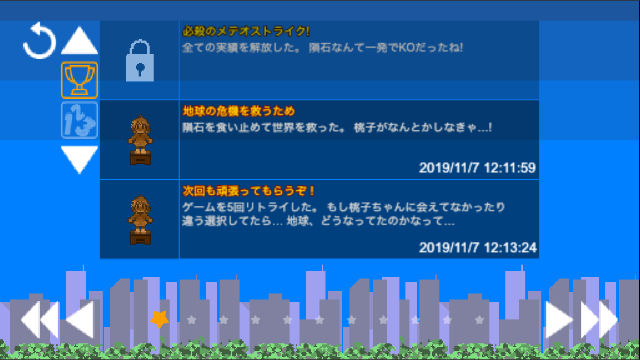 必殺のメテオストライク!
全ての実績を解放した。 隕石なんて一発でKOだったね!
地球の危機を救うため
隕石を食い止めて世界を救った。 桃子がなんとかしなきゃ...!
2019/11/7 12:11:59
次回も頑張ってもらうぞ！
ゲームを5回リトライした。 もし桃子ちゃんに会えてなかったり
違う選択してたら... 地球、どうなってたのかなって...
2019/11/7 12:13:24
123